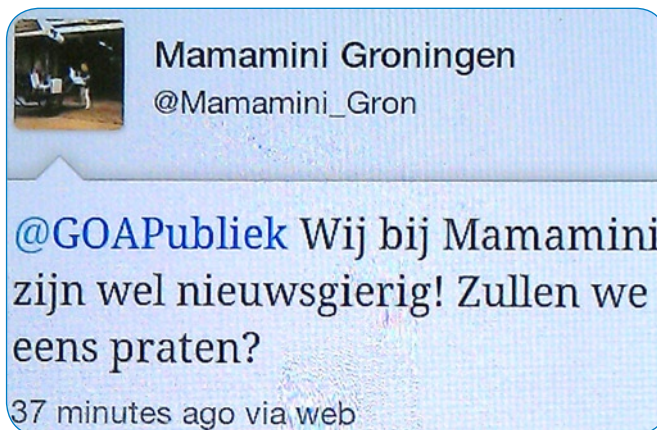 Mamamini Groningen
@Mamamini_Gron
@GOAPubliek Wij bij Mamamini
zijn wel nieuwsgierig! Zullen we
eens praten?
37 minutes ago via web